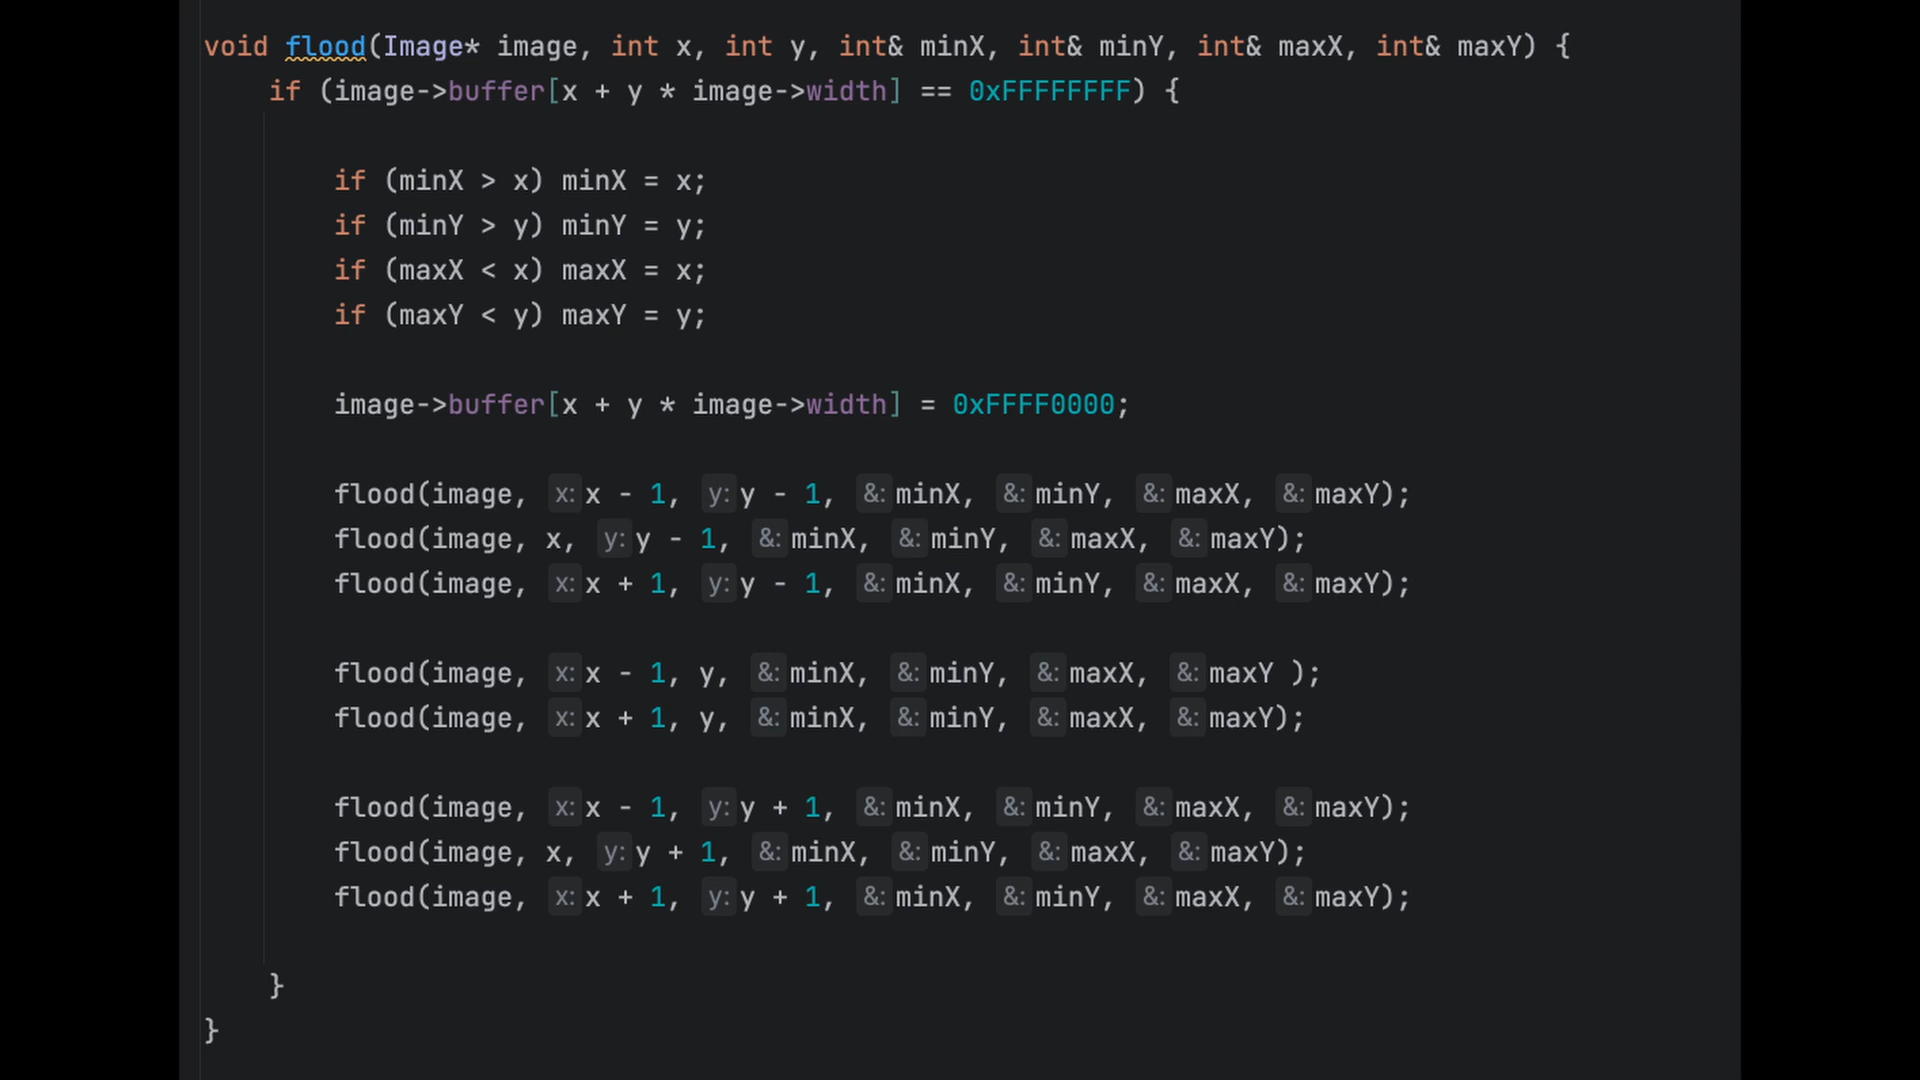 void flood(Image* image, int x, int y, int& minX, int& minY, int& maxX, int& maxY) {
if (image->buffer[x + y * image->width] == 0xFFFFFFFF) {
if (minX > x) minX = x;
if (minY > y) minY = y;
if (maxX < x) maxX = x;
if (maxY < y) maxY = y;
image->buffer[x + y * image->width] = 0xFFFF0000;
flood(image, x: x - 1, y: y - 1, &: minX, &: minY, &: maxX, &: maxY);
flood(image, x, y: y - 1, &: minX, &: minY, &: maxX, &: maxY);
flood(image, x: x + 1, y: y - 1, &: minX, &: minY, &: maxX, &: maxY);
flood(image, x: x - 1, y, &: minX, &: minY, &: maxX, &: maxY );
flood(image, x: x + 1, y, &: minX, &: minY, &: maxX, &: maxY);
flood(image, x: x - 1, y: y + 1, &: minX, &: minY, &: maxX, &: maxY);
flood(image, x, y: y + 1, &: minX, &: minY, &: maxX, &: maxY);
flood(image, x: x + 1, y: y + 1, &: minX, &: minY, &: maxX, &: maxY);
}
}